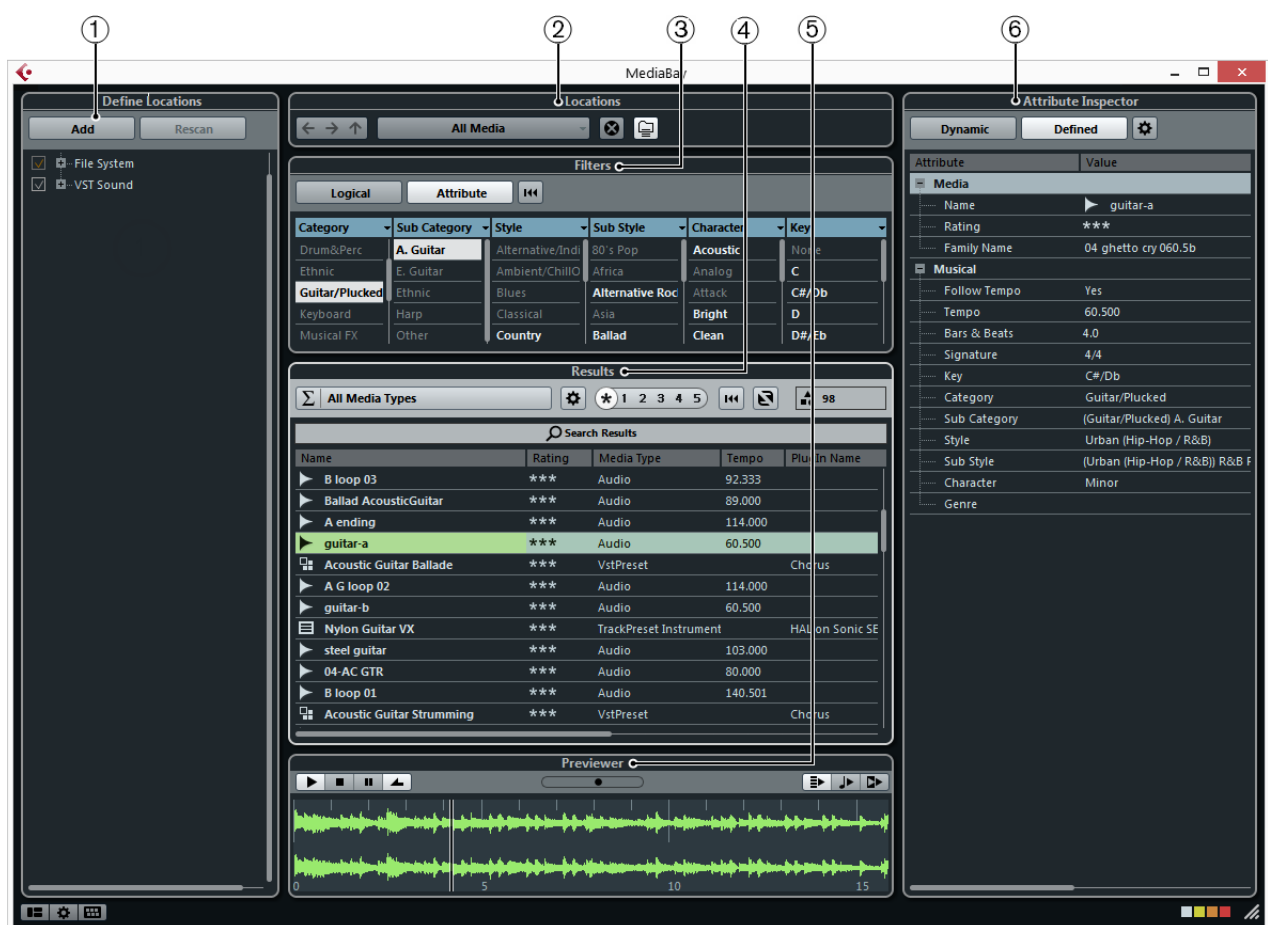 1 2 3 4 5 6
MediaBay
Define Locations
Add Rescan
File System
VST Sound
Locations
All Media
Filters
Logical Attribute
Category Sub Category Style Sub Style Character Key
Drum&Perc A. Guitar Alternative/Indi 80's Pop Acoustic None
Ethnic E. Guitar Ambient/ChillO Africa Analog C
Guitar/Plucked Ethnic Blues Alternative Roc Attack C#/Db
Keyboard Harp Classical Asia Bright D
Musical FX Other Country Ballad Clean D#/Eb
Results
All Media Types 1 2 3 4 5 98
Search Results
Name Rating Media Type Tempo PlugIn Name
B loop 03 *** Audio 92.333
Ballad AcousticGuitar *** Audio 89.000
A ending *** Audio 114.000
guitar-a *** Audio 60.500
Acoustic Guitar Ballade *** VstPreset Chorus
A G loop 02 *** Audio 114.000
guitar-b *** Audio 60.500
Nylon Guitar VX *** TrackPreset Instrument HALion Sonic SE
steel guitar *** Audio 103.000
04-AC GTR *** Audio 80.000
B loop 01 *** Audio 140.501
Acoustic Guitar Strumming *** VstPreset Chorus
Previewer
0 5 10 15
Attribute Inspector
Dynamic Defined
Attribute Value
Media
Name guitar-a
Rating ***
Family Name 04 ghetto cry 060.5b
Musical
Follow Tempo Yes
Tempo 60.500
Bars & Beats 4.0
Signature 4/4
Key C#/Db
Category Guitar/Plucked
Sub Category (Guitar/Plucked) A. Guitar
Style Urban (Hip-Hop / R&B)
Sub Style (Urban (Hip-Hop / R&B)) R&B
Character Minor
Genre